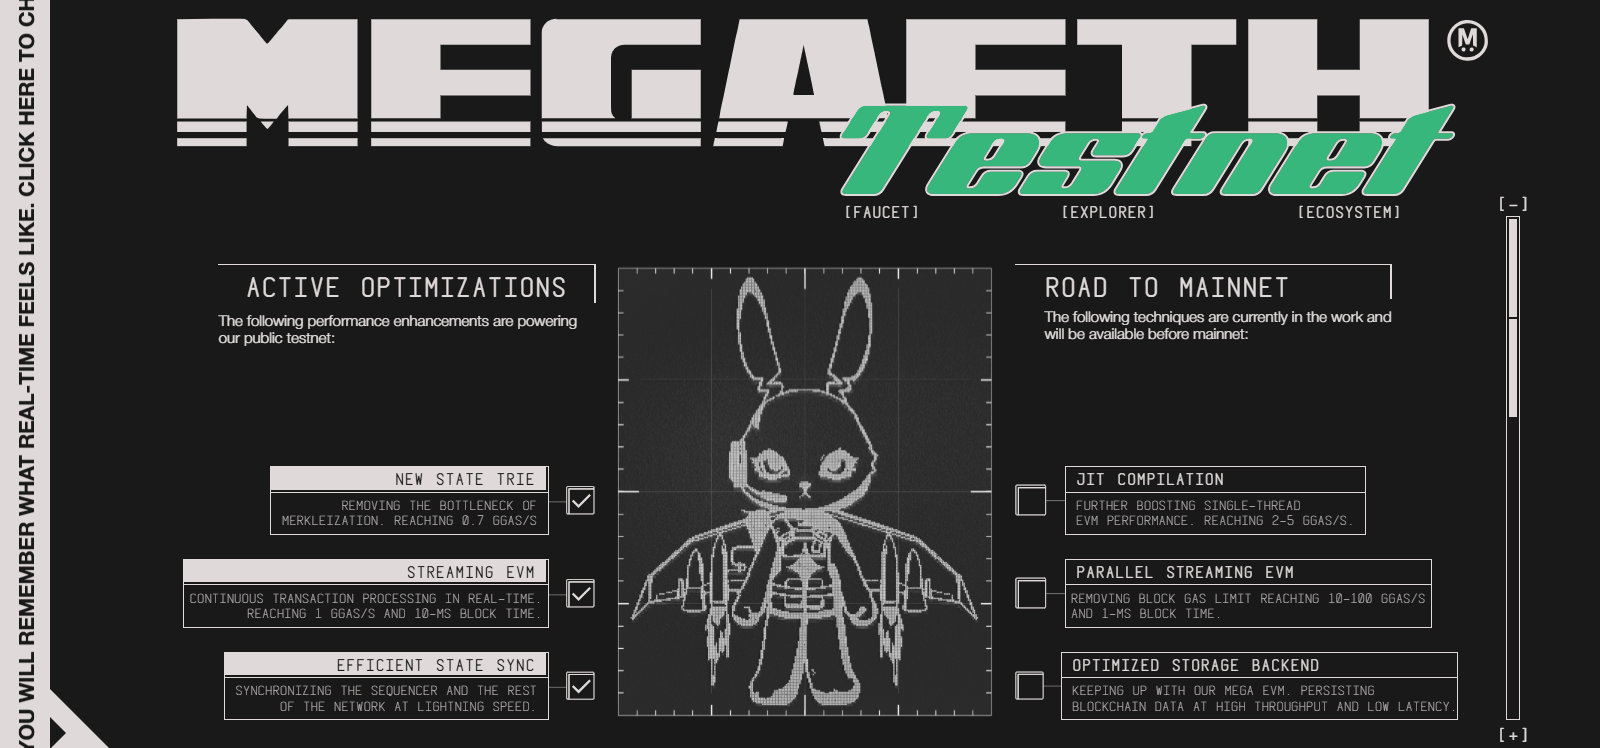 MEGAETH
M
Testnet
[FAUCET]
[EXPLORER]
[ECOSYSTEM]
[-]
YOU WILL REMEMBER WHAT REAL-TIME FEELS LIKE. CLICK HERE TO CH
ACTIVE OPTIMIZATIONS
The following performance enhancements are powering
our public testnet:
NEW STATE TRIE
REMOVING THE BOTTLENECK OF
MERKLEIZATION. REACHING 0.7 GGAS/S
STREAMING EVM
CONTINUOUS TRANSACTION PROCESSING IN REAL-TIME.
REACHING 1 GGAS/S AND 10-MS BLOCK TIME.
EFFICIENT STATE SYNC
SYNCHRONIZING THE SEQUENCER AND THE REST
OF THE NETWORK AT LIGHTNING SPEED.
ROAD TO MAINNET
The following techniques are currently in the work and
will be available before mainnet:
JIT COMPILATION
FURTHER BOOSTING SINGLE-THREAD
EVM PERFORMANCE. REACHING 2-5 GGAS/S.
PARALLEL STREAMING EVM
REMOVING BLOCK GAS LIMIT REACHING 10-100 GGAS/S
AND 1-MS BLOCK TIME.
OPTIMIZED STORAGE BACKEND
KEEPING UP WITH OUR MEGA EVM. PERSISTING
BLOCKCHAIN DATA AT HIGH THROUGHPUT AND LOW LATENCY.
[+]